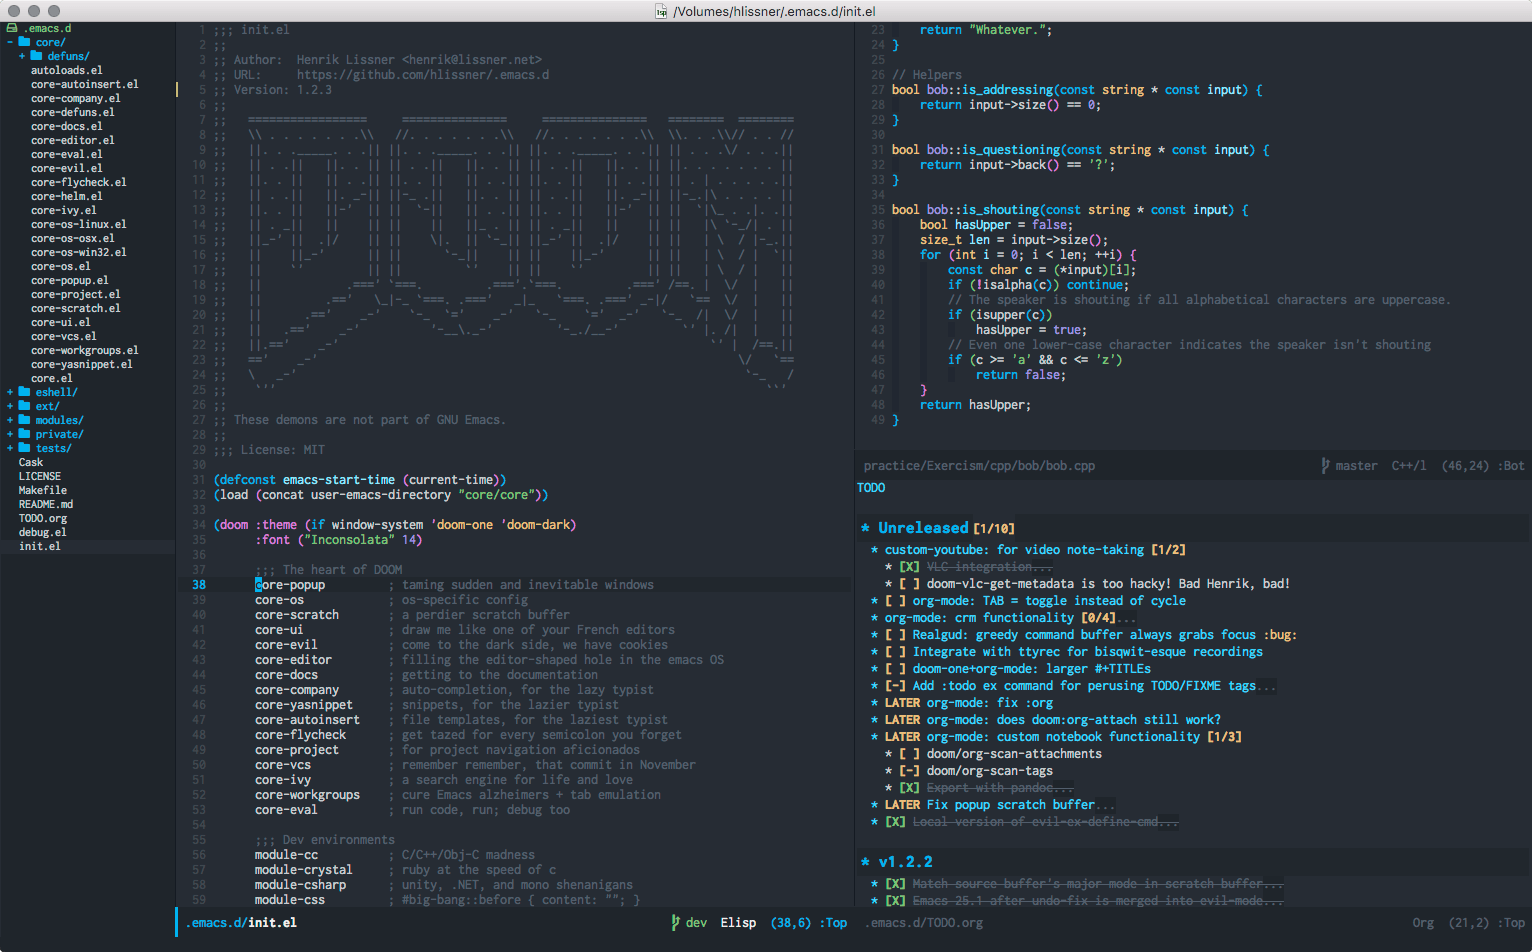 /Volumes/hlissner/.emacs.d/init.el
.emacs.d
- core/
+ defuns/
autoloads.el
core-autoinsert.el
core-company.el
core-defuns.el
core-docs.el
core-editor.el
core-eval.el
core-evil.el
core-flycheck.el
core-helm.el
core-ivy.el
core-os-linux.el
core-os-osx.el
core-os-win32.el
core-os.el
core-popup.el
core-project.el
core-scratch.el
core-ui.el
core-vcs.el
core-workgroups.el
core-yasnippet.el
core.el
+ eshell/
+ ext/
+ modules/
+ private/
+ tests/
Cask
LICENSE
Makefile
README.md
TODO.org
debug.el
init.el
1 ;;; init.el
2 ;;
3 ;; Author:  Henrik Lissner <henrik@lissner.net>
4 ;; URL:     https://github.com/hlissner/.emacs.d
5 ;; Version: 1.2.3
6 ;;
26 ;;
27 ;; These demons are not part of GNU Emacs.
28 ;;
29 ;;; License: MIT
30
31 (defconst emacs-start-time (current-time))
32 (load (concat user-emacs-directory "core/core"))
33
34 (doom :theme (if window-system 'doom-one 'doom-dark)
35       :font ("Inconsolata" 14)
36
37       ;;; The heart of DOOM
38       core-popup         ; taming sudden and inevitable windows
39       core-os            ; os-specific config
40       core-scratch       ; a perdier scratch buffer
41       core-ui            ; draw me like one of your French editors
42       core-evil          ; come to the dark side, we have cookies
43       core-editor        ; filling the editor-shaped hole in the emacs OS
44       core-docs          ; getting to the documentation
45       core-company       ; auto-completion, for the lazy typist
46       core-yasnippet     ; snippets, for the lazier typist
47       core-autoinsert    ; file templates, for the laziest typist
48       core-flycheck      ; get tazed for every semicolon you forget
49       core-project       ; for project navigation aficionados
50       core-vcs           ; remember remember, that commit in November
51       core-ivy           ; a search engine for life and love
52       core-workgroups    ; cure Emacs alzheimers + tab emulation
53       core-eval          ; run code, run; debug too
54
55       ;;; Dev environments
56       module-cc          ; C/C++/Obj-C madness
57       module-crystal     ; ruby at the speed of c
58       module-csharp      ; unity, .NET, and mono shenanigans
59       module-css         ; #big-bang::before { content: ""; }
.emacs.d/init.el dev Elisp (38,6) :Top
23     return "Whatever.";
24 }
25
26 // Helpers
27 bool bob::is_addressing(const string * const input) {
28     return input->size() == 0;
29 }
30
31 bool bob::is_questioning(const string * const input) {
32     return input->back() == '?';
33 }
34
35 bool bob::is_shouting(const string * const input) {
36     bool hasUpper = false;
37     size_t len = input->size();
38     for (int i = 0; i < len; ++i) {
39         const char c = (*input)[i];
40         if (!isalpha(c)) continue;
41         // The speaker is shouting if all alphabetical characters are uppercase.
42         if (isupper(c))
43             hasUpper = true;
44         // Even one lower-case character indicates the speaker isn't shouting
45         if (c >= 'a' && c <= 'z')
46             return false;
47     }
48     return hasUpper;
49 }
practice/Exercism/cpp/bob/bob.cpp master C++/l (46,24) :Bot
TODO
* Unreleased [1/10]
* custom-youtube: for video note-taking [1/2]
* [X] VLC integration...
* [ ] doom-vlc-get-metadata is too hacky! Bad Henrik, bad!
* [ ] org-mode: TAB = toggle instead of cycle
* org-mode: crm functionality [0/4]...
* [ ] Realgud: greedy command buffer always grabs focus :bug:
* [ ] Integrate with ttyrec for bisqwit-esque recordings
* [ ] doom-one+org-mode: larger #+TITLEs
* [-] Add :todo ex command for perusing TODO/FIXME tags...
* LATER org-mode: fix :org
* LATER org-mode: does doom:org-attach still work?
* LATER org-mode: custom notebook functionality [1/3]
* [ ] doom/org-scan-attachments
* [-] doom/org-scan-tags
* [X] Export with pandoc...
* LATER Fix popup scratch buffer...
* [X] Local version of evil-ex-define-cmd...
* v1.2.2
* [X] Match source buffer's major mode in scratch buffer...
* [X] Emacs 25.1 after undo-fix is merged into evil-mode...
.emacs.d/TODO.org Org (21,2) :Top